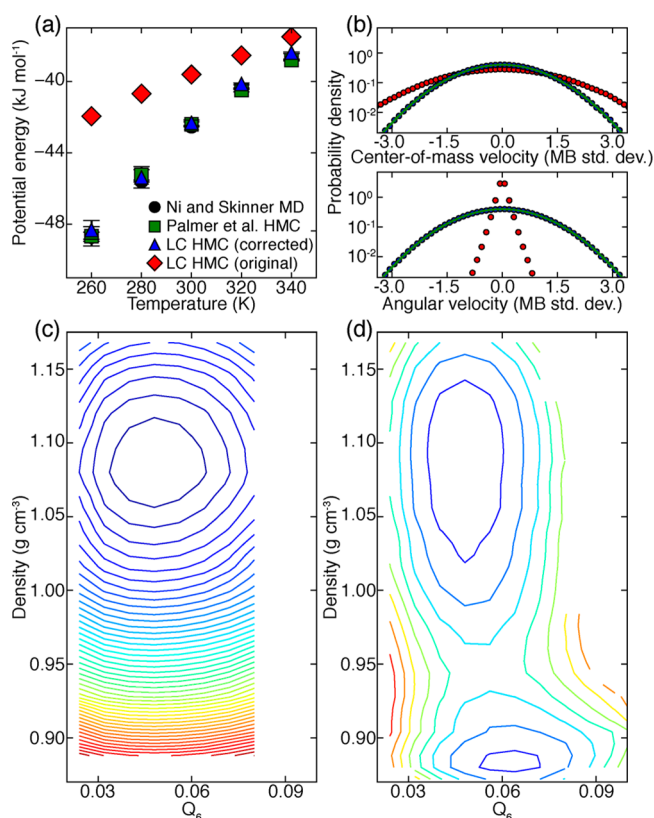 (a)
Potential energy (kJ mol⁻¹)
−40
−44
−48
Ni and Skinner MD
Palmer et al. HMC
LC HMC (corrected)
LC HMC (original)
260 280 300 320 340
Temperature (K)
(b)
Probability density
10⁰
10⁻¹
10⁻²
-3.0 -1.5 0.0 1.5 3.0
Center-of-mass velocity (MB std. dev.)
10⁰
10⁻¹
10⁻²
-3.0 -1.5 0.0 1.5 3.0
Angular velocity (MB std. dev.)
(c)
Density (g cm⁻³)
1.15
1.10
1.05
1.00
0.95
0.90
0.03 0.06 0.09
Q₆
(d)
Density (g cm⁻³)
1.15
1.10
1.05
1.00
0.95
0.90
0.03 0.06 0.09
Q₆